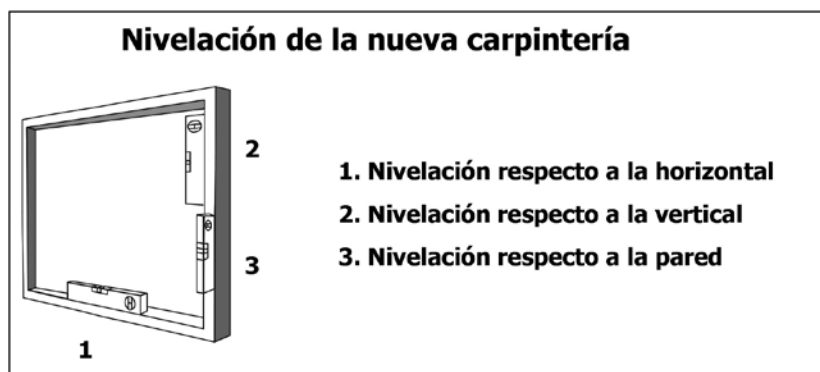 Nivelación de la nueva carpintería
2
1. Nivelación respecto a la horizontal
2. Nivelación respecto a la vertical
3
3. Nivelación respecto a la pared
1